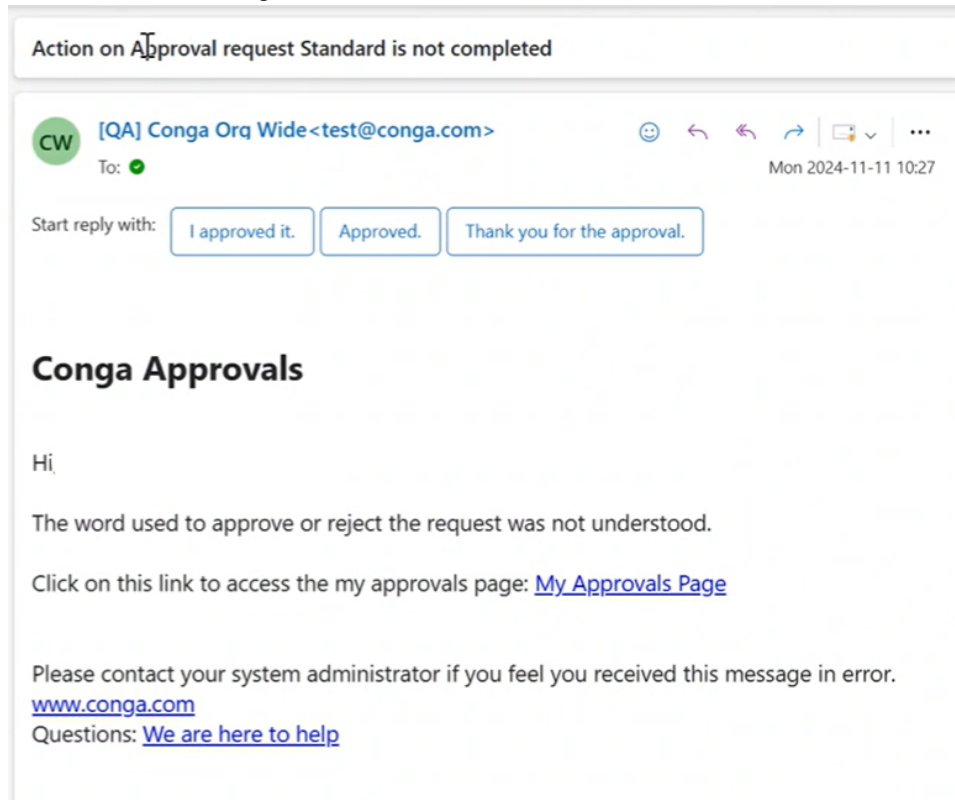 Action on Approval request Standard is not completed
CW
[QA] Conga Org Wide<test@conga.com>
To:
Mon 2024-11-11 10:27
Start reply with:
I approved it.
Approved.
Thank you for the approval.
Conga Approvals
Hi
The word used to approve or reject the request was not understood.
Click on this link to access the my approvals page: My Approvals Page
Please contact your system administrator if you feel you received this message in error.
www.conga.com
Questions: We are here to help